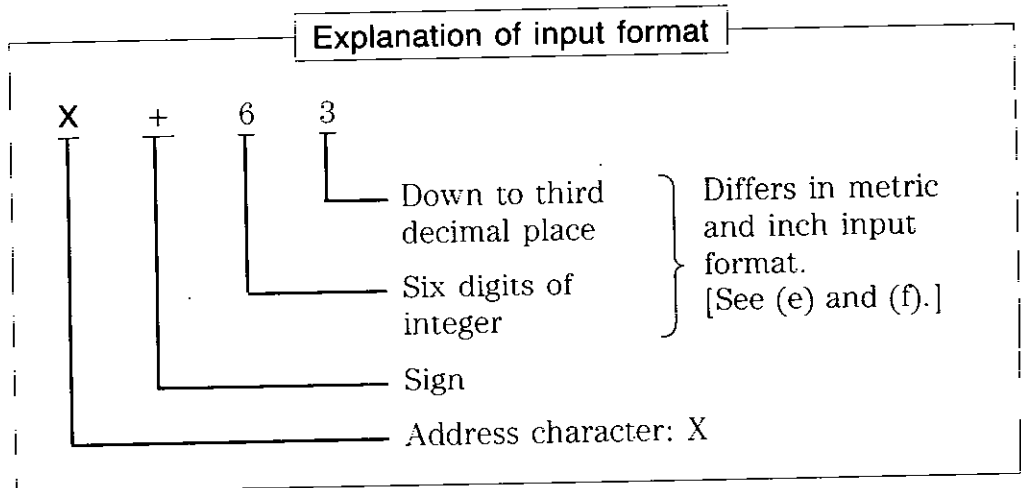 Explanation of input format
X + 6 3
Down to third
decimal place
Six digits of
integer
Differs in metric
and inch input
format.
[See (e) and (f).]
Sign
Address character: X